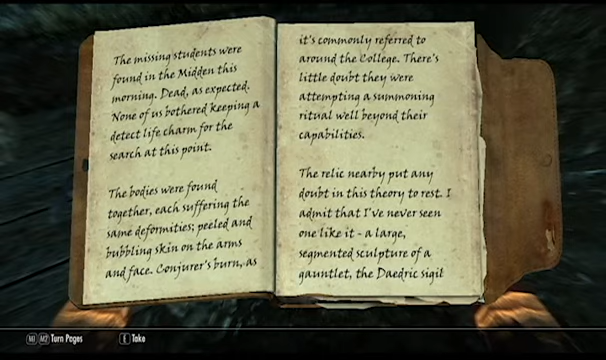 The missing students were
found in the Midden this
morning. Dead, as expected.
None of us bothered keeping a
detect life charm for the
search at this point.
The bodies were found
together, each suffering the
same deformities; peeled and
bubbling skin on the arms
and face. Conjurer's burn, as
it's commonly referred to
around the College. There's
little doubt they were
attempting a summoning
ritual well beyond their
capabilities.
The relic nearby put any
doubt in this theory to rest. I
admit that I've never seen
one like it - a large,
segmented sculpture of a
gauntlet, the Daedric sigil
M1 M2 Turn Pages
E Take